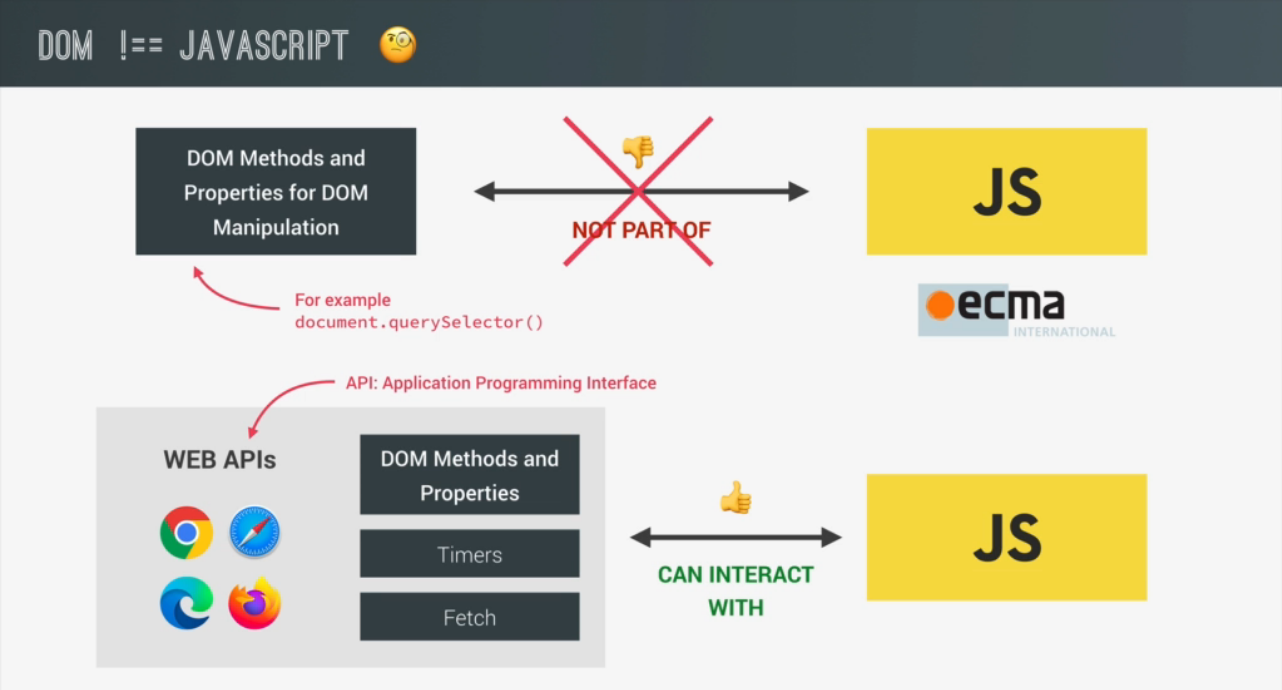 DOM !== JAVASCRIPT
DOM Methods and
Properties for DOM
Manipulation
NOT PART OF
JS
For example
document.querySelector()
ecma
INTERNATIONAL
API: Application Programming Interface
WEB APIs
DOM Methods and
Properties
Timers
Fetch
CAN INTERACT
WITH
JS